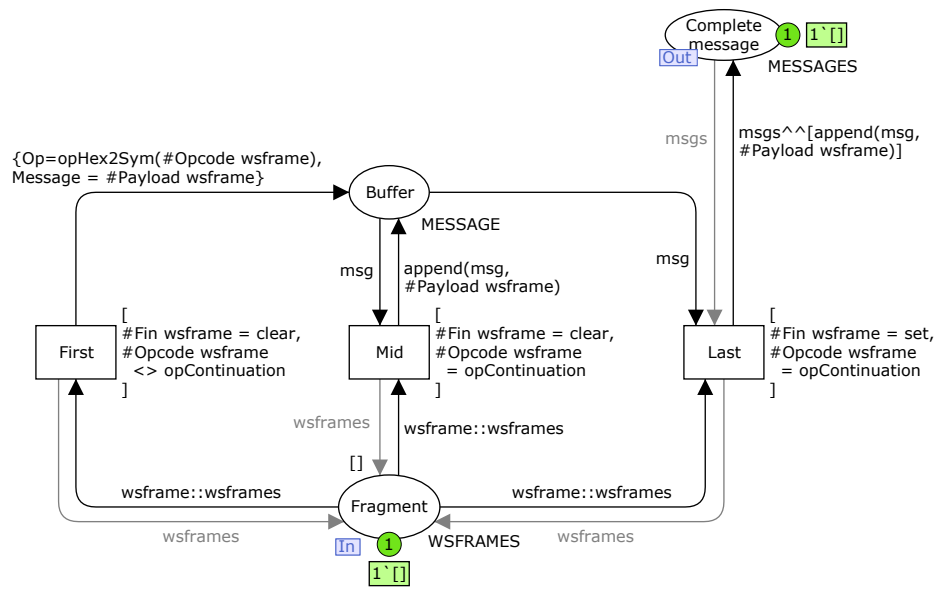 Complete
message
1
1`[]
Out
MESSAGES
msgs
msgs^^[append(msg,
#Payload wsframe)]
{Op=opHex2Sym(#Opcode wsframe),
Message = #Payload wsframe}
Buffer
MESSAGE
msg
append(msg,
#Payload wsframe)
msg
First
[
#Fin wsframe = clear,
#Opcode wsframe
<> opContinuation
]
Mid
[
#Fin wsframe = clear,
#Opcode wsframe
= opContinuation
]
Last
[
#Fin wsframe = set,
#Opcode wsframe
= opContinuation
]
wsframes
wsframe::wsframes
[]
wsframe::wsframes
wsframe::wsframes
Fragment
wsframes
wsframes
In
1
WSFRAMES
1`[]